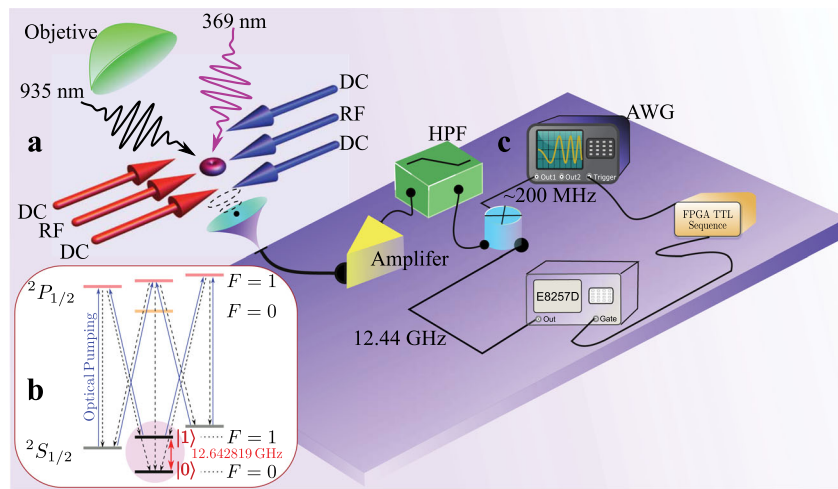 Objetive
369 nm
935 nm
a
DC
RF
DC
DC
RF
DC
HPF
c
AWG
Out1 Out2 Trigger
~200 MHz
FPGA TTL
Sequence
Amplifer
E8257D
Out
Gate
12.44 GHz
²P₁/₂
F = 1
F = 0
Optical Pumping
b
²S₁/₂
|1⟩ ······ F = 1
12.642819 GHz
|0⟩ ······ F = 0